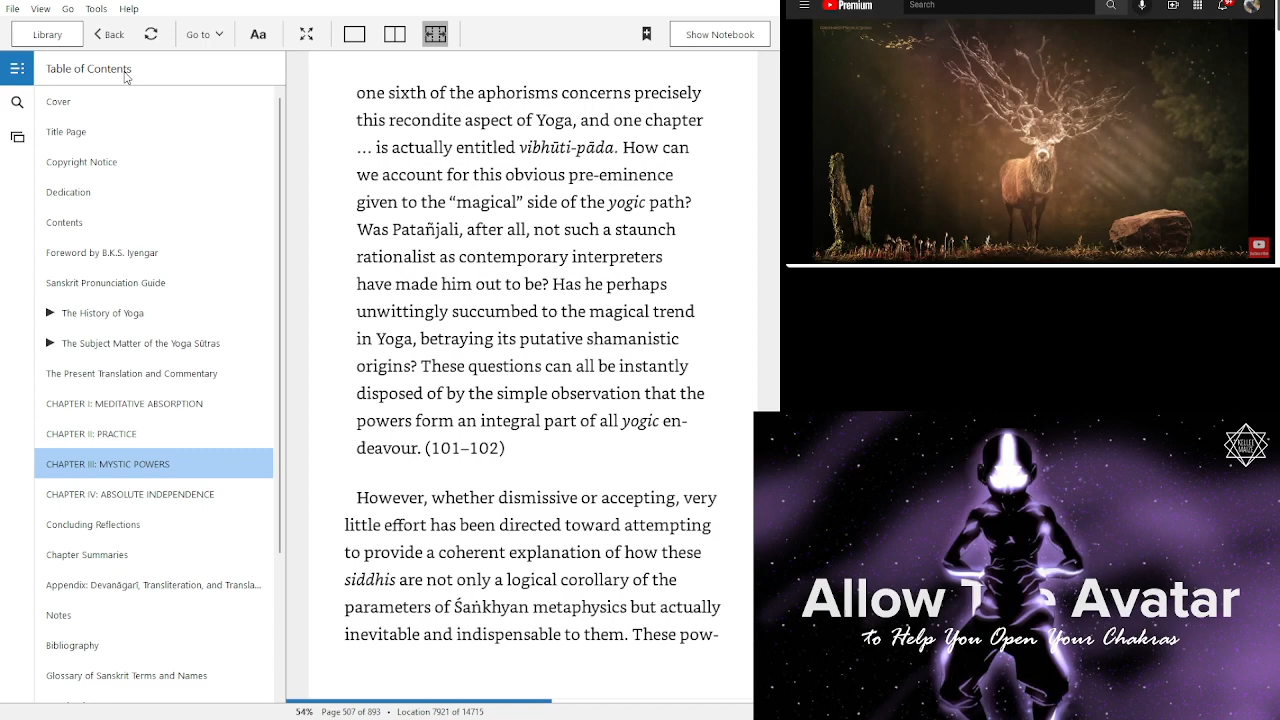 File View Go Tools Help
Library Back Go to Aa Show Notebook
Table of Contents
Cover
Title Page
Copyright Notice
Dedication
Contents
Foreword by B.K.S. Iyengar
Sanskrit Pronunciation Guide
The History of Yoga
The Subject Matter of the Yoga Sūtras
The Present Translation and Commentary
CHAPTER I: MEDITATIVE ABSORPTION
CHAPTER II: PRACTICE
CHAPTER III: MYSTIC POWERS
CHAPTER IV: ABSOLUTE INDEPENDENCE
Concluding Reflections
Chapter Summaries
Appendix: Devanāgarī, Transliteration, and Transla...
Notes
Bibliography
Glossary of Sanskrit Terms and Names
one sixth of the aphorisms concerns precisely
this recondite aspect of Yoga, and one chapter
… is actually entitled vibhūti-pāda. How can
we account for this obvious pre-eminence
given to the “magical” side of the yogic path?
Was Patañjali, after all, not such a staunch
rationalist as contemporary interpreters
have made him out to be? Has he perhaps
unwittingly succumbed to the magical trend
in Yoga, betraying its putative shamanistic
origins? These questions can all be instantly
disposed of by the simple observation that the
powers form an integral part of all yogic en-
deavour. (101–102)
However, whether dismissive or accepting, very
little effort has been directed toward attempting
to provide a coherent explanation of how these
siddhis are not only a logical corollary of the
parameters of Śaṅkhyan metaphysics but actually
inevitable and indispensable to them. These pow-
54% Page 507 of 893 • Location 7921 of 14715
Premium Search 9+
Subscribe
KELLEE MAIZE
Allow The Avatar
to Help You Open Your Chakras